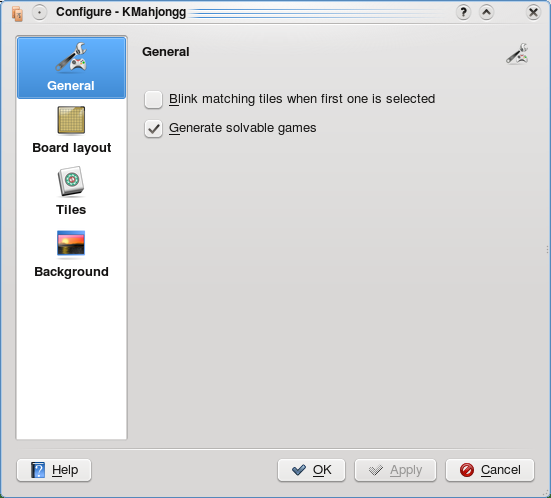 Configure - KMahjongg
General
General
Blink matching tiles when first one is selected
Generate solvable games
Board layout
Tiles
Background
Help
OK
Apply
Cancel